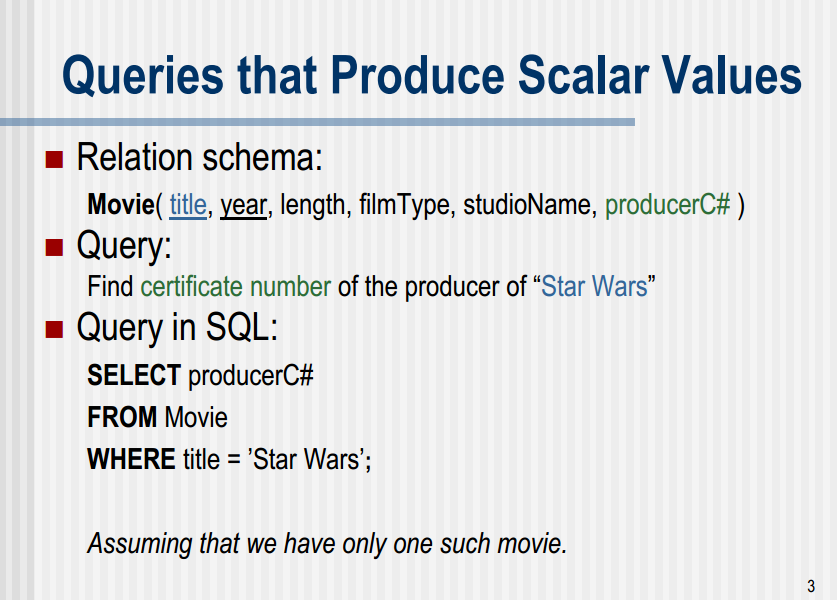 Queries that Produce Scalar Values
Relation schema:
Movie( title, year, length, filmType, studioName, producerC# )
Query:
Find certificate number of the producer of “Star Wars”
Query in SQL:
SELECT producerC#
FROM Movie
WHERE title = ’Star Wars’;
Assuming that we have only one such movie.
3